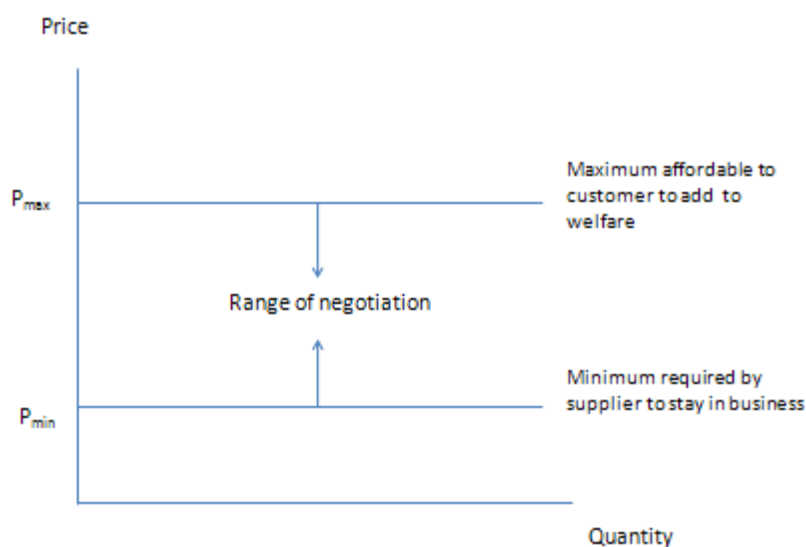 Price
Pmax
Maximum affordable to
customer to add to
welfare
Range of negotiation
Pmin
Minimum required by
supplier to stay in business
Quantity